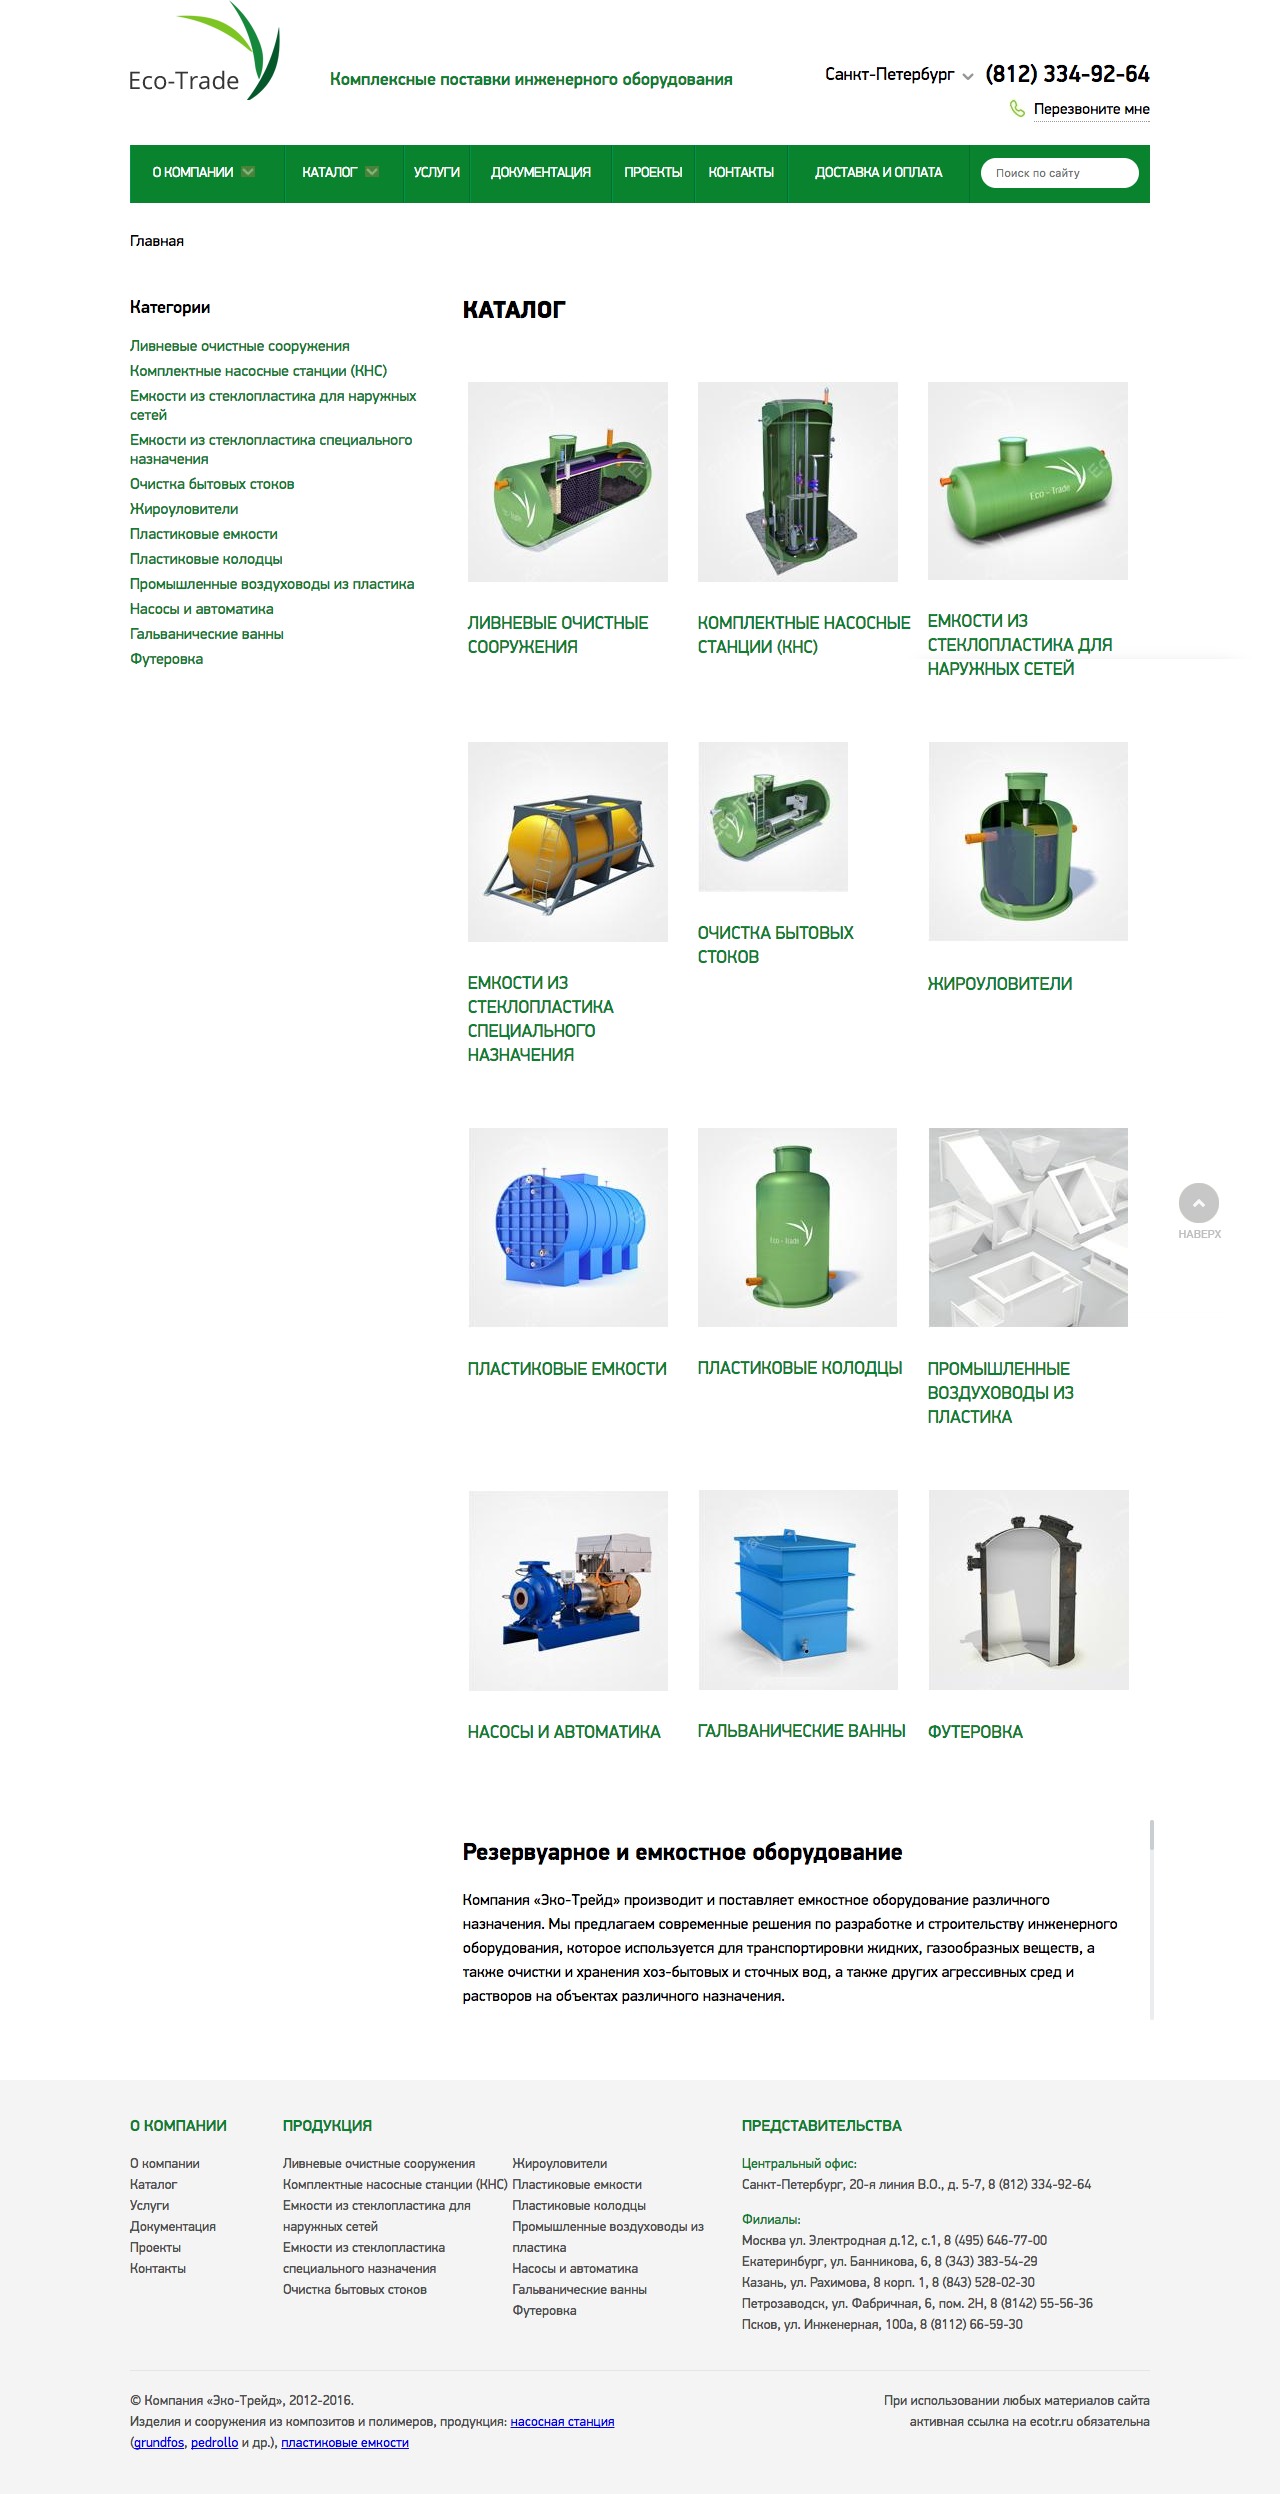 Eco-Trade
Комплексные поставки инженерного оборудования
Санкт-Петербург (812) 334-92-64
Перезвоните мне
О КОМПАНИИ КАТАЛОГ УСЛУГИ ДОКУМЕНТАЦИЯ ПРОЕКТЫ КОНТАКТЫ ДОСТАВКА И ОПЛАТА Поиск по сайту
Главная
Категории
Ливневые очистные сооружения
Комплектные насосные станции (КНС)
Емкости из стеклопластика для наружных
сетей
Емкости из стеклопластика специального
назначения
Очистка бытовых стоков
Жироуловители
Пластиковые емкости
Пластиковые колодцы
Промышленные воздуховоды из пластика
Насосы и автоматика
Гальванические ванны
Футеровка
КАТАЛОГ
Eco - Trade
ЛИВНЕВЫЕ ОЧИСТНЫЕ
СООРУЖЕНИЯ
КОМПЛЕКТНЫЕ НАСОСНЫЕ
СТАНЦИИ (КНС)
Eco - Trade
ЕМКОСТИ ИЗ
СТЕКЛОПЛАСТИКА ДЛЯ
НАРУЖНЫХ СЕТЕЙ
ЕМКОСТИ ИЗ
СТЕКЛОПЛАСТИКА
СПЕЦИАЛЬНОГО
НАЗНАЧЕНИЯ
ОЧИСТКА БЫТОВЫХ
СТОКОВ
ЖИРОУЛОВИТЕЛИ
ПЛАСТИКОВЫЕ ЕМКОСТИ
Eco - Trade
ПЛАСТИКОВЫЕ КОЛОДЦЫ
ПРОМЫШЛЕННЫЕ
ВОЗДУХОВОДЫ ИЗ
ПЛАСТИКА
НАВЕРХ
НАСОСЫ И АВТОМАТИКА
ГАЛЬВАНИЧЕСКИЕ ВАННЫ
ФУТЕРОВКА
Резервуарное и емкостное оборудование
Компания «Эко-Трейд» производит и поставляет емкостное оборудование различного
назначения. Мы предлагаем современные решения по разработке и строительству инженерного
оборудования, которое используется для транспортировки жидких, газообразных веществ, а
также очистки и хранения хоз-бытовых и сточных вод, а также других агрессивных сред и
растворов на объектах различного назначения.
О КОМПАНИИ
О компании
Каталог
Услуги
Документация
Проекты
Контакты
ПРОДУКЦИЯ
Ливневые очистные сооружения
Комплектные насосные станции (КНС)
Емкости из стеклопластика для
наружных сетей
Емкости из стеклопластика
специального назначения
Очистка бытовых стоков
Жироуловители
Пластиковые емкости
Пластиковые колодцы
Промышленные воздуховоды из
пластика
Насосы и автоматика
Гальванические ванны
Футеровка
ПРЕДСТАВИТЕЛЬСТВА
Центральный офис:
Санкт-Петербург, 20-я линия В.О., д. 5-7, 8 (812) 334-92-64
Филиалы:
Москва ул. Электродная д.12, с.1, 8 (495) 646-77-00
Екатеринбург, ул. Банникова, 6, 8 (343) 383-54-29
Казань, ул. Рахимова, 8 корп. 1, 8 (843) 528-02-30
Петрозаводск, ул. Фабричная, 6, пом. 2Н, 8 (8142) 55-56-36
Псков, ул. Инженерная, 100а, 8 (8112) 66-59-30
© Компания «Эко-Трейд», 2012-2016.
Изделия и сооружения из композитов и полимеров, продукция: насосная станция
(grundfos, pedrollo и др.), пластиковые емкости
При использовании любых материалов сайта
активная ссылка на ecotr.ru обязательна